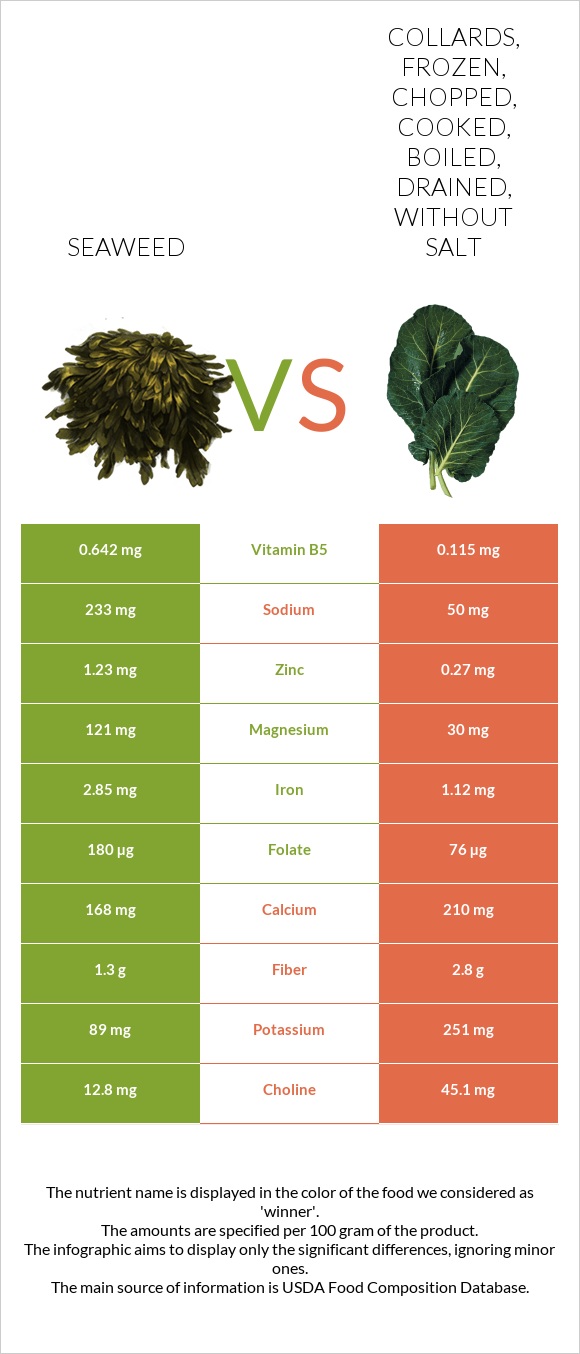 COLLARDS,
FROZEN,
CHOPPED,
COOKED,
BOILED,
DRAINED,
WITHOUT
SEAWEED SALT
VS
0.642 mg Vitamin B5 0.115 mg
233 mg Sodium 50 mg
1.23 mg Zinc 0.27 mg
121 mg Magnesium 30 mg
2.85 mg Iron 1.12 mg
180 µg Folate 76 µg
168 mg Calcium 210 mg
1.3 g Fiber 2.8 g
89 mg Potassium 251 mg
12.8 mg Choline 45.1 mg
The nutrient name is displayed in the color of the food we considered as
'winner'.
The amounts are specified per 100 gram of the product.
The infographic aims to display only the significant differences, ignoring minor
ones.
The main source of information is USDA Food Composition Database.